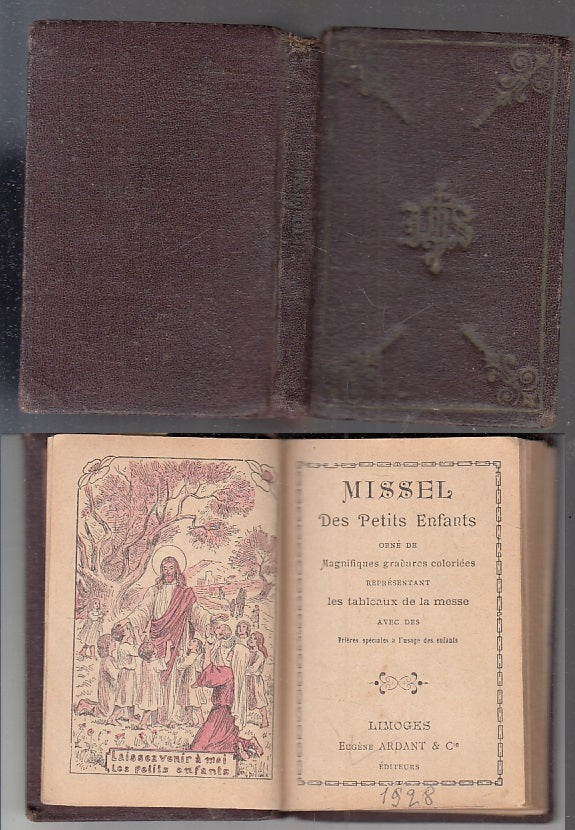 IHS
Laissez venir à moi
Les petits enfants
MISSEL
Des Petits Enfants
ORNÉ DE
Magnifiques gravures coloriées
REPRÉSENTANT
les tableaux de la messe
AVEC DES
Prières spéciales a l'usage des enfants
LIMOGES
EUGÈNE ARDANT & Cie
ÉDITEURS
1928